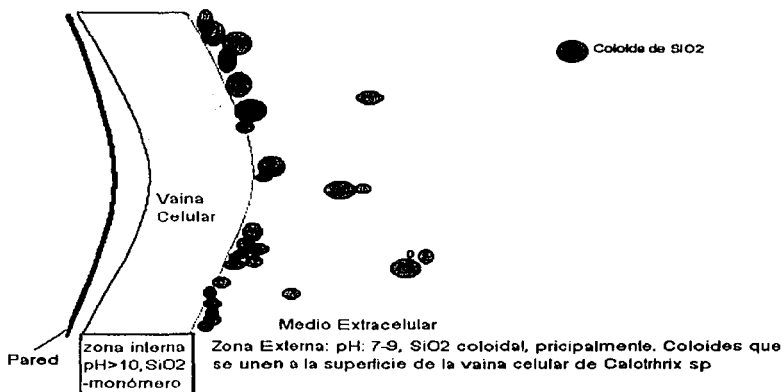 Coloide de SiO2
Vaina
Celular
Medio Extracelular
Pared
zona interna
pH>10, SiO2
-monómero
Zona Externa: pH: 7-9, SiO2 coloidal, pricipalmente. Coloides que
se unen a la superficie de la vaina celular de Calotrhrix sp